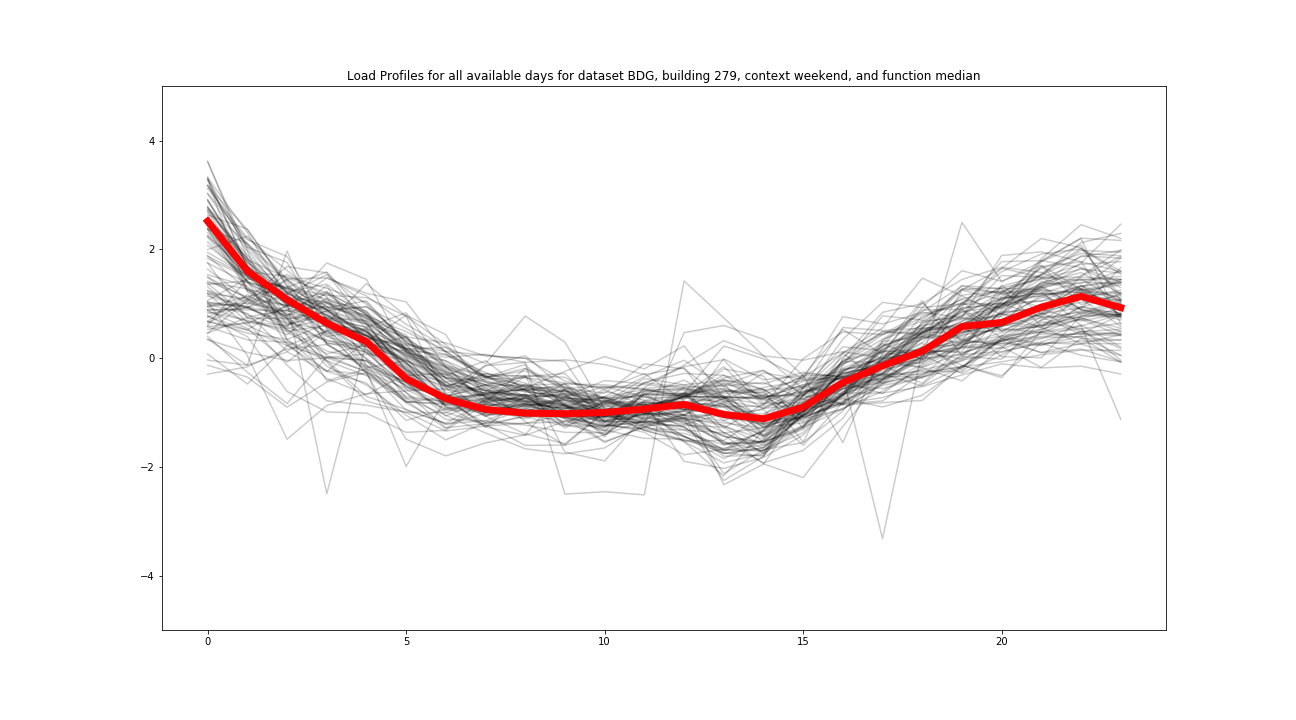 Load Profiles for all available days for dataset BDG, building 279, context weekend, and function median
4
2
0
−2
−4
0 5 10 15 20